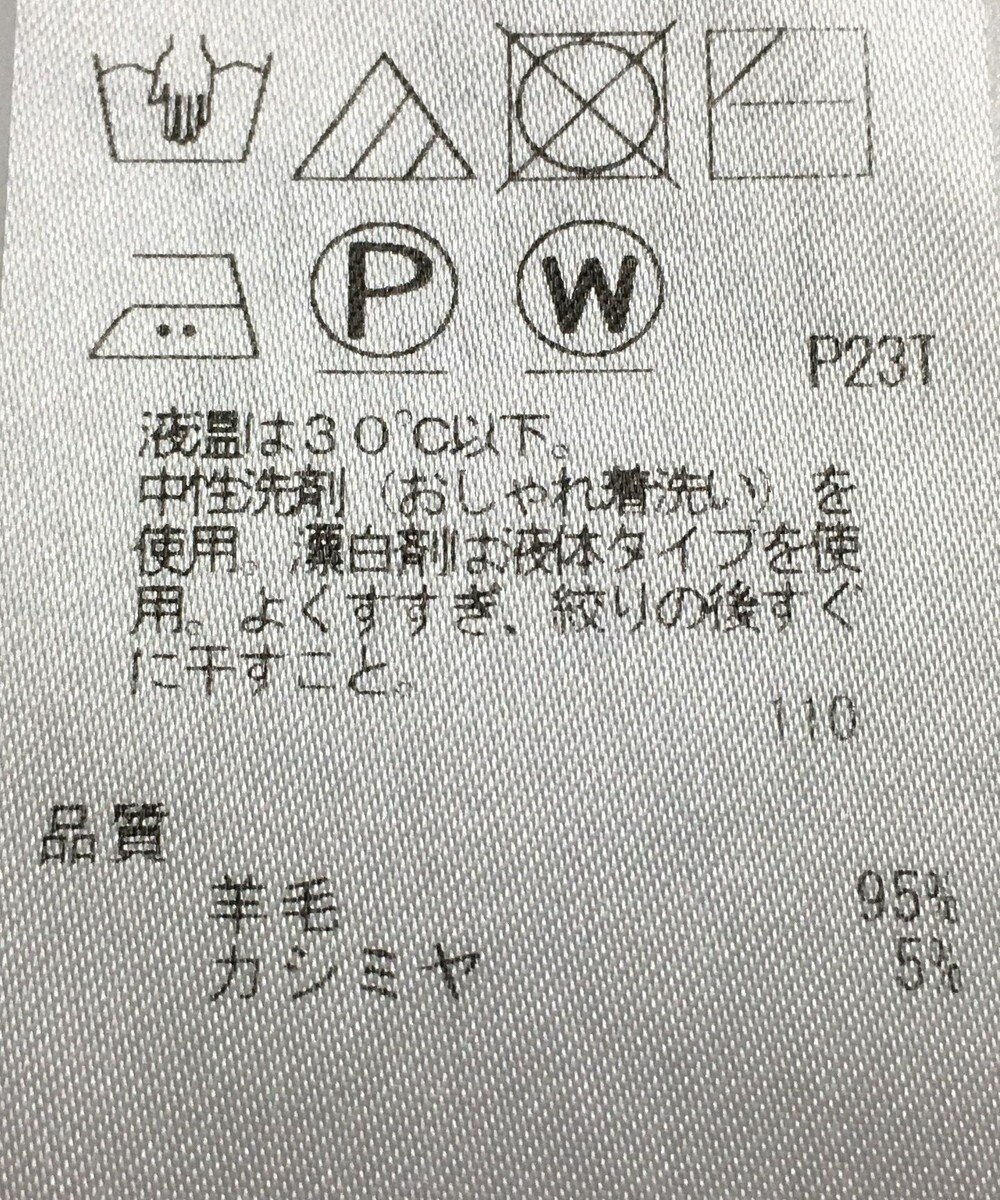 P
W
P23T
液温は30℃以下。
中性洗剤(おしゃれ着洗い)を
使用。漂白剤は液体タイプを使
用。よくすすぎ、絞りの後すぐ
に干すこと。
110
品質
羊毛 95%
カシミヤ 5%